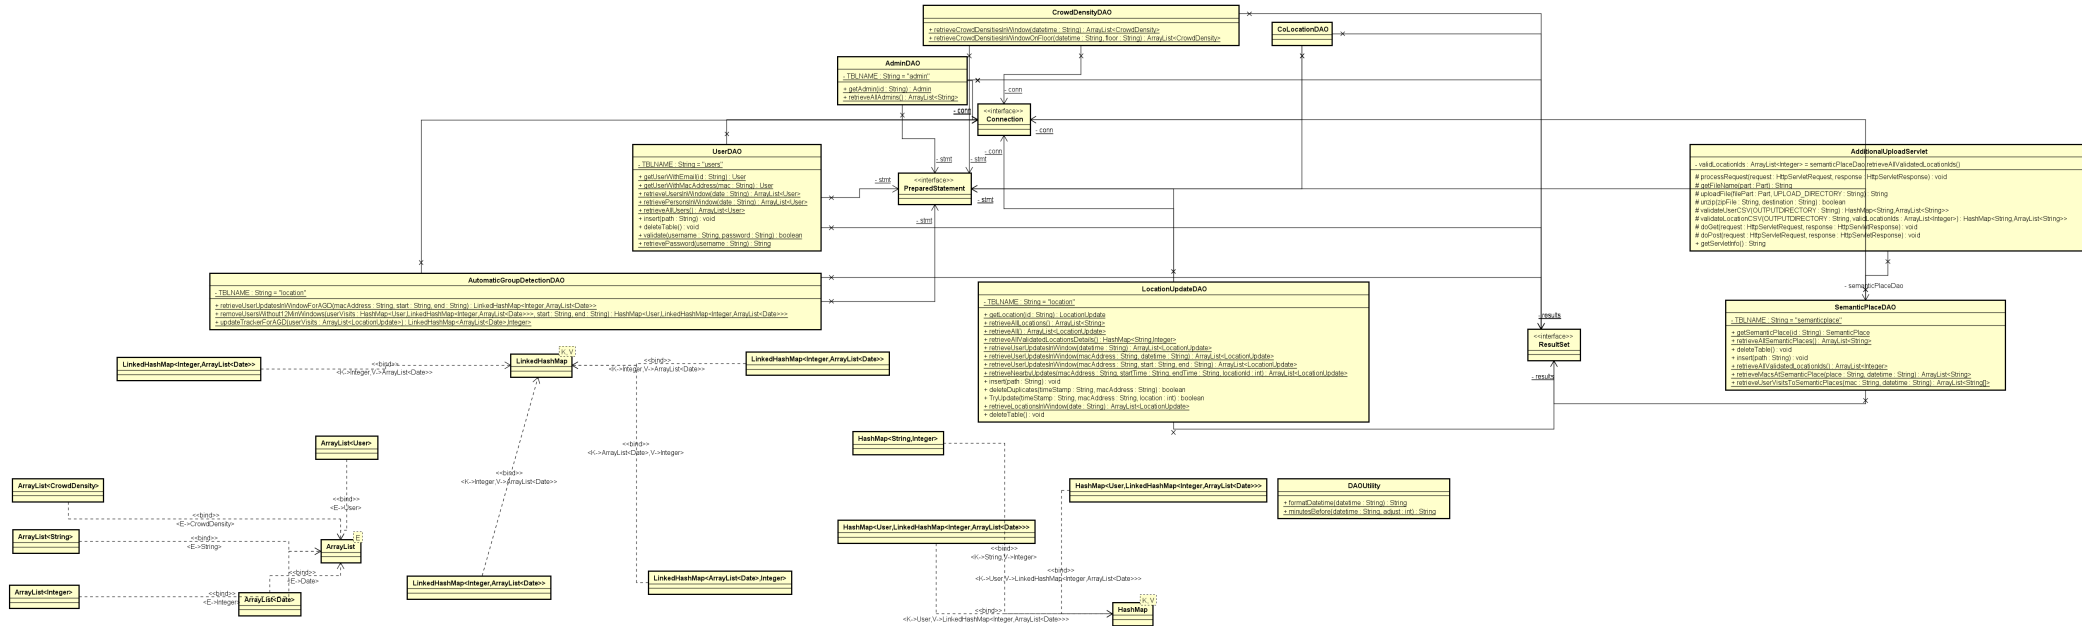 CrowdDensityDAO
+ retrieveCrowdDensitiesInWindow(datetime : String) : ArrayList<CrowdDensity>
+ retrieveCrowdDensitiesInWindowOnFloor(datetime : String, floor : String) : ArrayList<CrowdDensity>
CoLocationDAO
AdminDAO
- TBLNAME : String = "admin"
+ getAdmin(id : String) : Admin
+ retrieveAllAdmins() : ArrayList<String>
- conn
<<interface>>
Connection
- conn
- conn
- conn
UserDAO
- TBLNAME : String = "users"
+ getUserWithEmail(id : String) : User
+ getUserWithMacAddress(mac : String) : User
+ retrieveUsersInWindow(date : String) : ArrayList<User>
+ retrievePersonsInWindow(date : String) : ArrayList<User>
+ retrieveAllUsers() : ArrayList<User>
+ insert(path : String) : void
+ deleteTable() : void
+ validate(username : String, password : String) : boolean
+ retrievePassword(username : String) : String
- stmt
- stmt
- stmt
<<interface>>
PreparedStatement
- stmt
- stmt
AdditionalUploadServlet
- validLocationIds : ArrayList<Integer> = semanticPlaceDao.retrieveAllValidatedLocationIds()
# processRequest(request : HttpServletRequest, response : HttpServletResponse) : void
# getFileName(part : Part) : String
# uploadFile(filePart : Part, UPLOAD_DIRECTORY : String) : String
# unzip(zipFile : String, destination : String) : boolean
# validateUserCSV(OUTPUTDIRECTORY : String) : HashMap<String,ArrayList<String>>
# validateLocationCSV(OUTPUTDIRECTORY : String, validLocationIds : ArrayList<Integer>) : HashMap<String,ArrayList<String>>
# doGet(request : HttpServletRequest, response : HttpServletResponse) : void
# doPost(request : HttpServletRequest, response : HttpServletResponse) : void
+ getServletInfo() : String
AutomaticGroupDetectionDAO
- TBLNAME : String = "location"
+ retrieveUserUpdatesInWindowForAGD(macAddress : String, start : String, end : String) : LinkedHashMap<Integer,ArrayList<Date>>
+ removeUsersWithout12MinWindows(userVisits : HashMap<User,LinkedHashMap<Integer,ArrayList<Date>>>, start : String, end : String) : HashMap<User,LinkedHashMap<Integer,ArrayList<Date>>>
+ updateTrackerForAGD(userVisits : ArrayList<LocationUpdate>) : LinkedHashMap<ArrayList<Date>,Integer>
LocationUpdateDAO
- TBLNAME : String = "location"
+ getLocation(id : String) : LocationUpdate
+ retrieveAllLocations() : ArrayList<String>
+ retrieveAll() : ArrayList<LocationUpdate>
+ retrieveAllValidatedLocationsDetails() : HashMap<String,Integer>
+ retrieveUserUpdatesInWindow(datetime : String) : ArrayList<LocationUpdate>
+ retrieveUserUpdatesInWindow(macAddress : String, datetime : String) : ArrayList<LocationUpdate>
+ retrieveUserUpdatesInWindow(macAddress : String, start : String, end : String) : ArrayList<LocationUpdate>
+ retrieveNearbyUpdates(macAddress : String, startTime : String, endTime : String, locationId : int) : ArrayList<LocationUpdate>
+ insert(path : String) : void
+ deleteDuplicates(timeStamp : String, macAddress : String) : boolean
+ TryUpdate(timeStamp : String, macAddress : String, location : int) : boolean
+ retrieveLocationsInWindow(date : String) : ArrayList<LocationUpdate>
+ deleteTable() : void
- semanticPlaceDao
SemanticPlaceDAO
- TBLNAME : String = "semanticplace"
+ getSemanticPlace(id : String) : SemanticPlace
+ retrieveAllSemanticPlaces() : ArrayList<String>
+ deleteTable() : void
+ insert(path : String) : void
+ retrieveAllValidatedLocationIds() : ArrayList<Integer>
+ retrieveMacsAtSemanticPlace(place : String, datetime : String) : ArrayList<String>
+ retrieveUserVisitsToSemanticPlaces(mac : String, datetime : String) : ArrayList<String[]>
- results
<<interface>>
ResultSet
- results
LinkedHashMap<Integer,ArrayList<Date>>
<<bind>>
<K->Integer,V->ArrayList<Date>>
K,V
LinkedHashMap
<<bind>>
<K->Integer,V->ArrayList<Date>>
LinkedHashMap<Integer,ArrayList<Date>>
<<bind>>
<K->ArrayList<Date>,V->Integer>
<<bind>>
<K->Integer,V->ArrayList<Date>>
ArrayList<User>
HashMap<String,Integer>
ArrayList<CrowdDensity>
<<bind>>
<E->User>
<<bind>>
<E->CrowdDensity>
HashMap<User,LinkedHashMap<Integer,ArrayList<Date>>>
DAOUtility
+ formatDatetime(datetime : String) : String
+ minutesBefore(datetime : String, adjust : int) : String
ArrayList<String>
<<bind>>
<E->String>
E
ArrayList
HashMap<User,LinkedHashMap<Integer,ArrayList<Date>>>
<<bind>>
<K->String,V->Integer>
<<bind>>
<K->User,V->LinkedHashMap<Integer,ArrayList<Date>>>
<<bind>>
<E->Date>
ArrayList<Integer>
<<bind>>
<E->Integer>
ArrayList<Date>
LinkedHashMap<Integer,ArrayList<Date>>
LinkedHashMap<ArrayList<Date>,Integer>
<<bind>>
<K->User,V->LinkedHashMap<Integer,ArrayList<Date>>>
K,V
HashMap